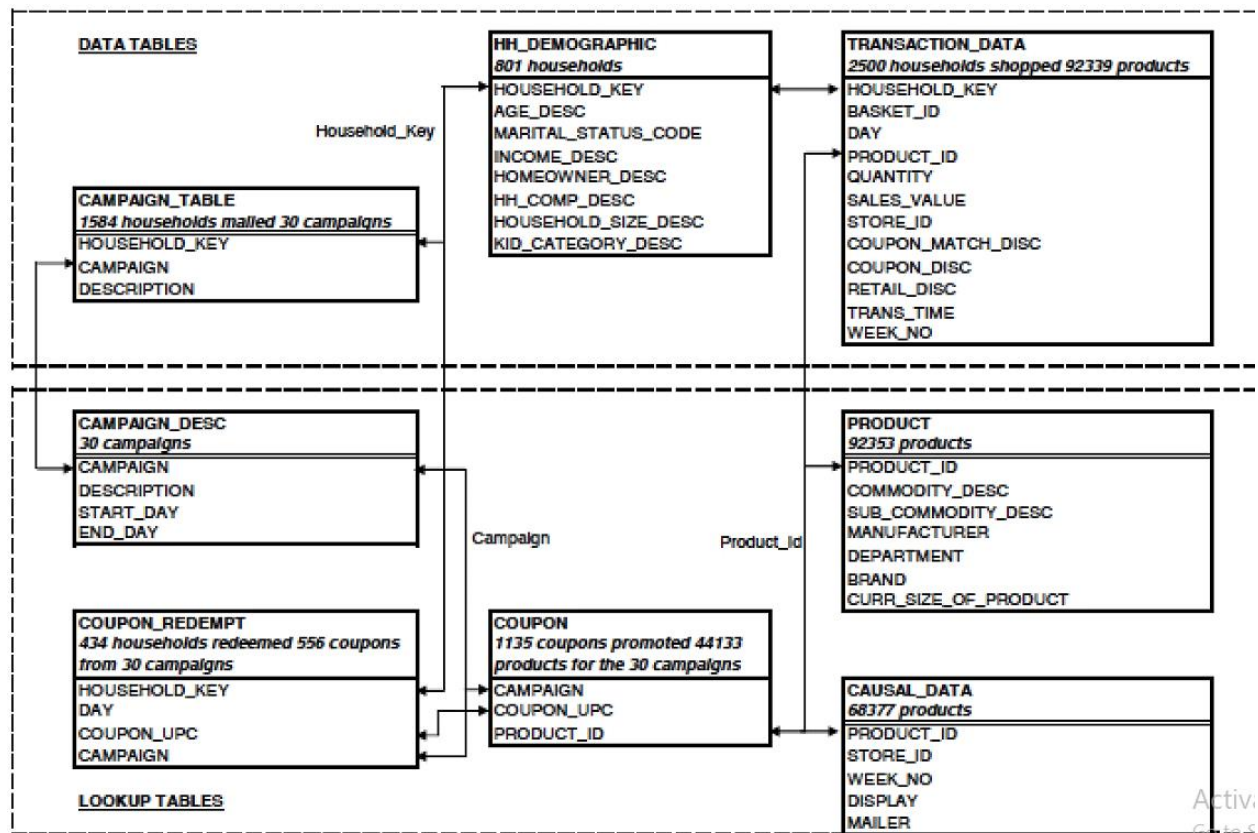 DATA TABLES
HH_DEMOGRAPHIC
801 households
HOUSEHOLD_KEY
AGE_DESC
MARITAL_STATUS_CODE
INCOME_DESC
HOMEOWNER_DESC
HH_COMP_DESC
HOUSEHOLD_SIZE_DESC
KID_CATEGORY_DESC
TRANSACTION_DATA
2500 households shopped 92339 products
HOUSEHOLD_KEY
BASKET_ID
DAY
PRODUCT_ID
QUANTITY
SALES_VALUE
STORE_ID
COUPON_MATCH_DISC
COUPON_DISC
RETAIL_DISC
TRANS_TIME
WEEK_NO
Household_Key
CAMPAIGN_TABLE
1584 households mailed 30 campaigns
HOUSEHOLD_KEY
CAMPAIGN
DESCRIPTION
CAMPAIGN_DESC
30 campaigns
CAMPAIGN
DESCRIPTION
START_DAY
END_DAY
Campaign
Product_Id
PRODUCT
92353 products
PRODUCT_ID
COMMODITY_DESC
SUB_COMMODITY_DESC
MANUFACTURER
DEPARTMENT
BRAND
CURR_SIZE_OF_PRODUCT
COUPON_REDEMPT
434 households redeemed 556 coupons
from 30 campaigns
HOUSEHOLD_KEY
DAY
COUPON_UPC
CAMPAIGN
COUPON
1135 coupons promoted 44133
products for the 30 campaigns
CAMPAIGN
COUPON_UPC
PRODUCT_ID
CAUSAL_DATA
68377 products
PRODUCT_ID
STORE_ID
WEEK_NO
DISPLAY
MAILER
LOOKUP TABLES
Activa